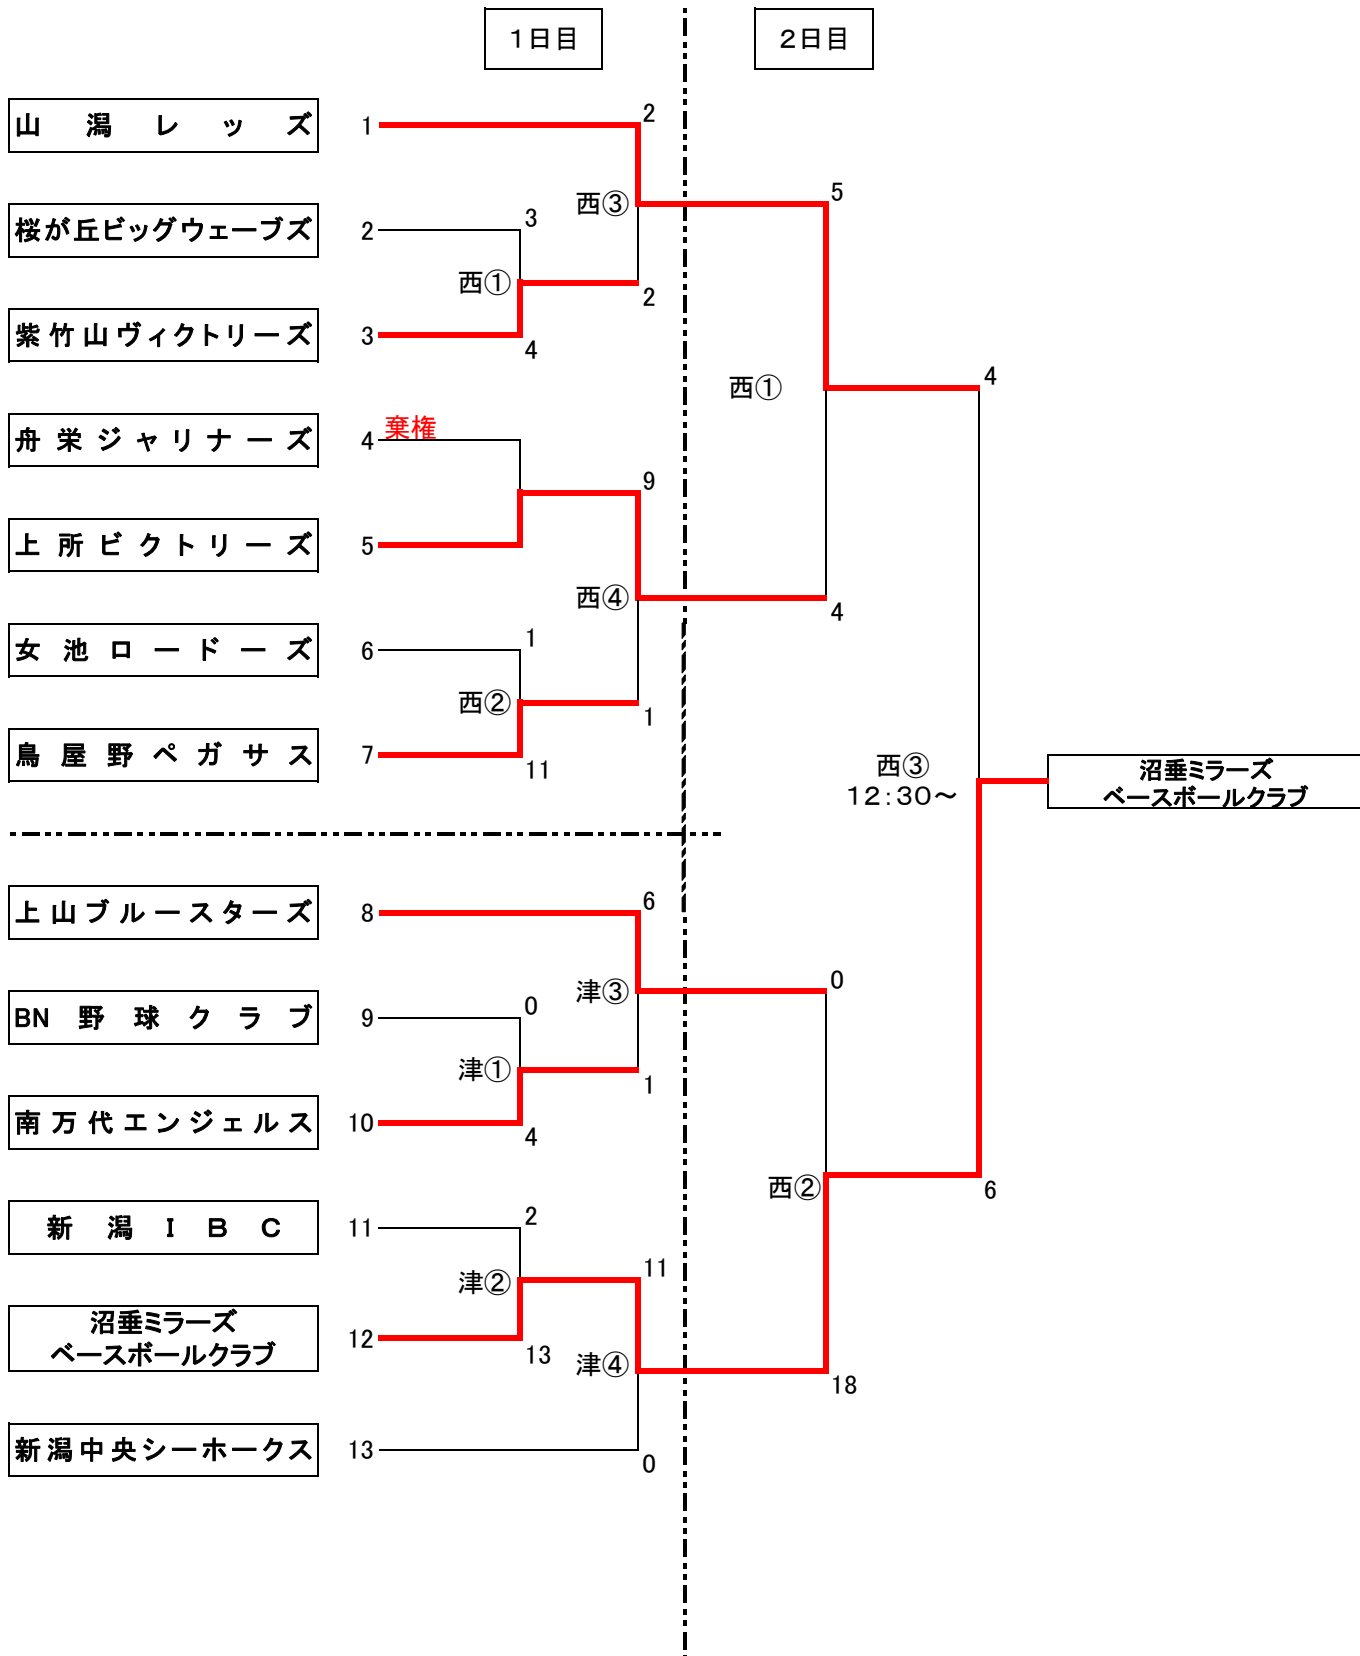 １日目
２日目
山潟レッズ
1
2
5
西③
桜が丘ビッグウェーブズ
2
3
西①
2
紫竹山ヴィクトリーズ
3
4
西①
4
舟栄ジャリナーズ
4
棄権
9
上所ビクトリーズ
5
西④
4
女池ロードーズ
6
1
西②
1
鳥屋野ペガサス
7
11
西③
12:30～
沼垂ミラーズ
ベースボールクラブ
上山ブルースターズ
8
6
0
津③
BN野球クラブ
9
0
津①
1
南万代エンジェルス
10
4
西②
6
新潟ＩＢＣ
11
2
11
津②
沼垂ミラーズ
ベースボールクラブ
12
13
津④
18
新潟中央シーホークス
13
0